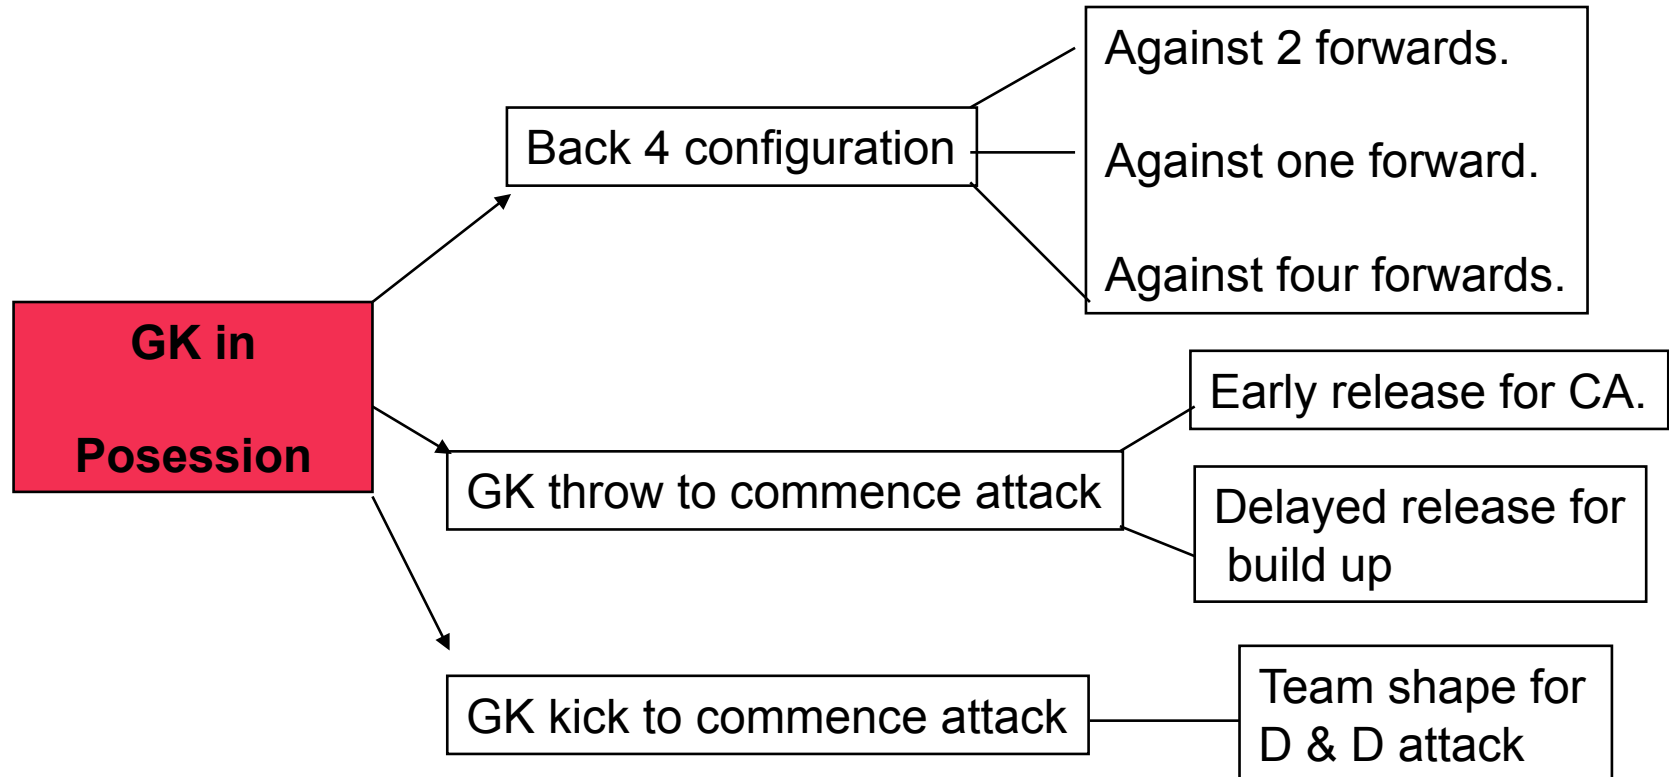 Against 2 forwards.
Back 4 configuration
Against one forward.
Against four forwards.
GK in
Posession
Early release for CA.
GK throw to commence attack
Delayed release for
build up
GK kick to commence attack
Team shape for
D & D attack